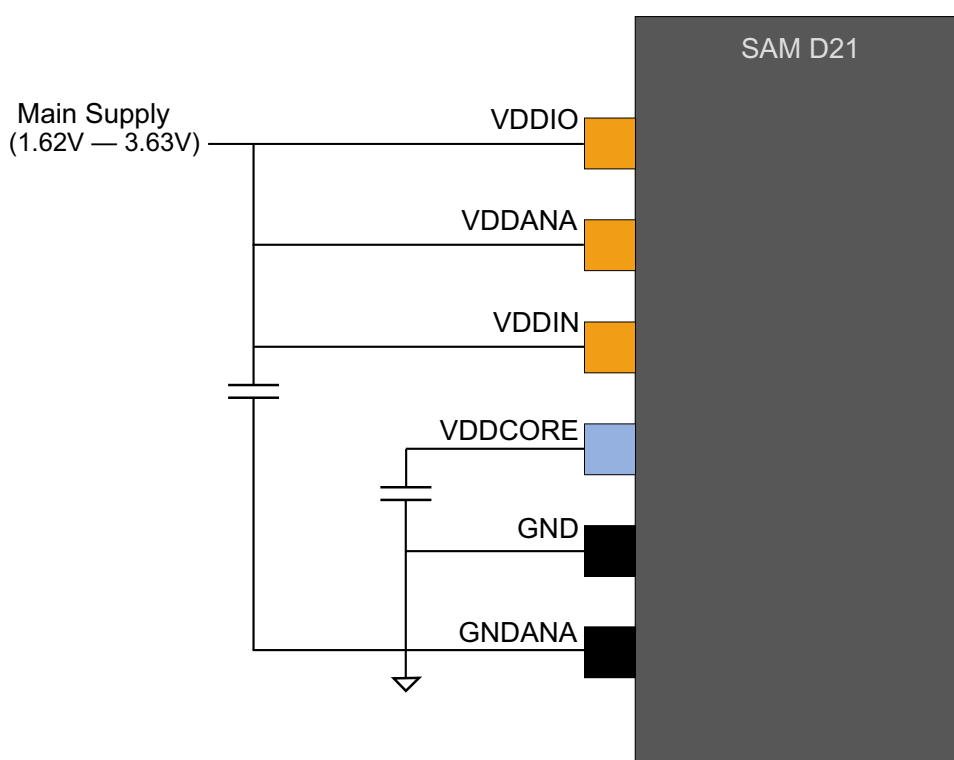 SAM D21
Main Supply
(1.62V — 3.63V)
VDDIO
VDDANA
VDDIN
VDDCORE
GND
GNDANA